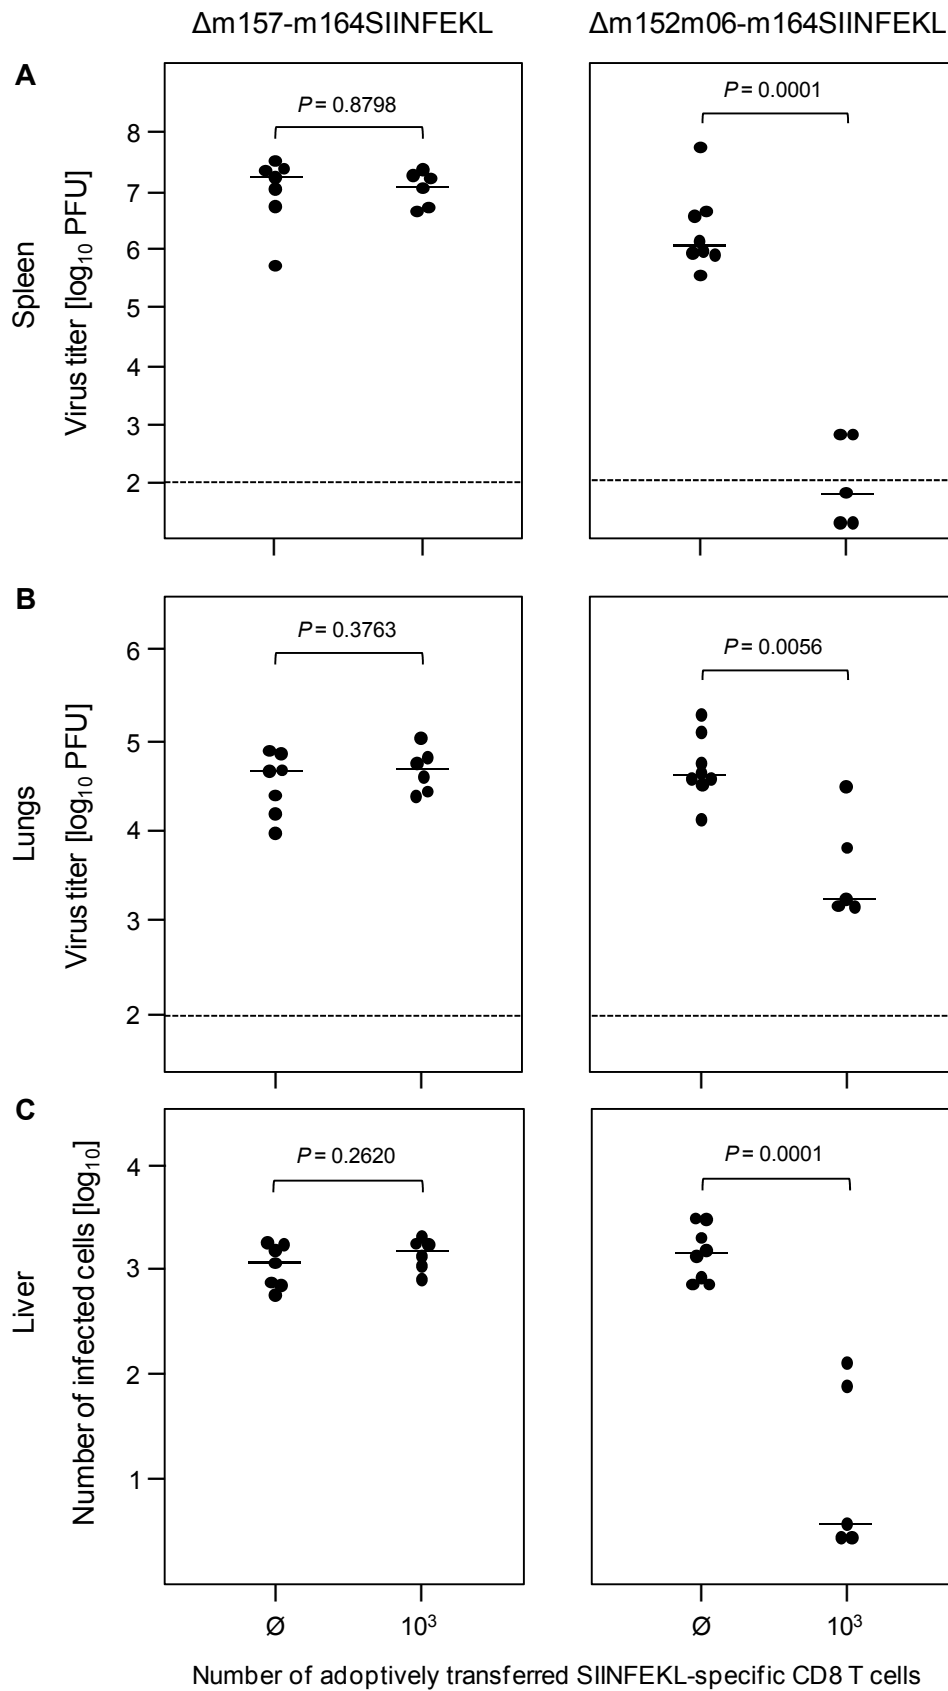 Δm157-m164SIINFEKL Δm152m06-m164SIINFEKL
A
P = 0.8798 P = 0.0001
Spleen
Virus titer [log10 PFU]
8
7
6
5
4
3
2
B
P = 0.3763 P = 0.0056
Lungs
Virus titer [log10 PFU]
6
5
4
3
2
C
P = 0.2620 P = 0.0001
Liver
Number of infected cells [log10]
4
3
2
1
Ø 10³ Ø 10³
Number of adoptively transferred SIINFEKL-specific CD8 T cells